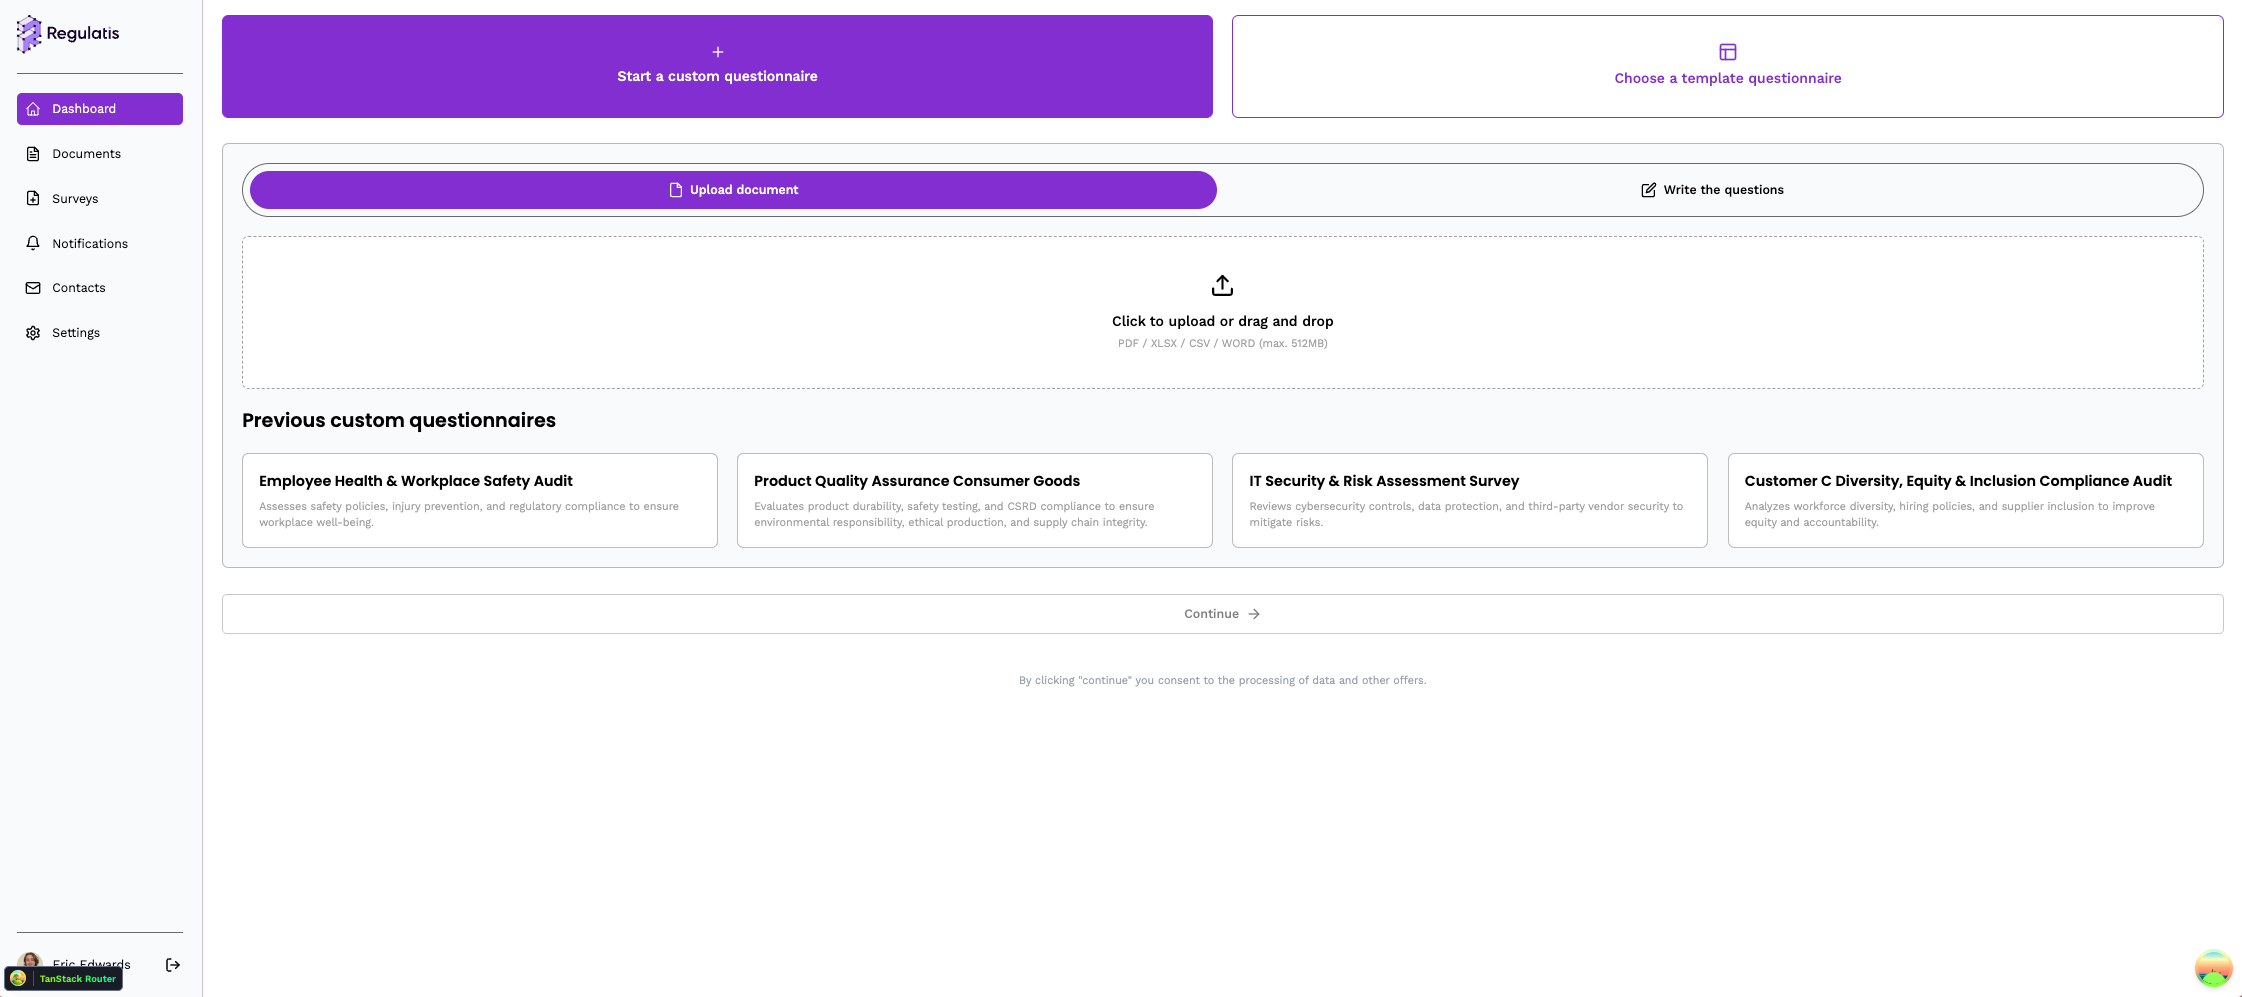 Regulatis
Dashboard
Documents
Surveys
Notifications
Contacts
Settings
Eric Edwards
TanStack Router
Start a custom questionnaire
Choose a template questionnaire
Upload document
Write the questions
Click to upload or drag and drop
PDF / XLSX / CSV / WORD (max. 512MB)
Previous custom questionnaires
Employee Health & Workplace Safety Audit
Assesses safety policies, injury prevention, and regulatory compliance to ensure
workplace well-being.
Product Quality Assurance Consumer Goods
Evaluates product durability, safety testing, and CSRD compliance to ensure
environmental responsibility, ethical production, and supply chain integrity.
IT Security & Risk Assessment Survey
Reviews cybersecurity controls, data protection, and third-party vendor security to
mitigate risks.
Customer C Diversity, Equity & Inclusion Compliance Audit
Analyzes workforce diversity, hiring policies, and supplier inclusion to improve
equity and accountability.
Continue
By clicking "continue" you consent to the processing of data and other offers.